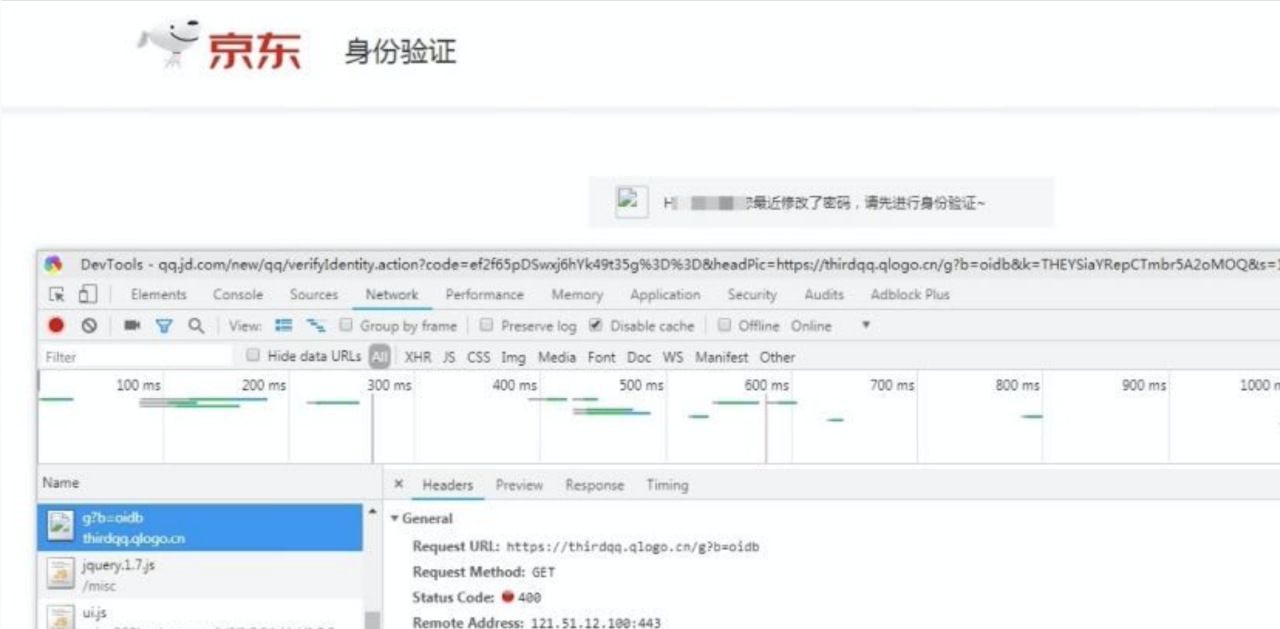 京东 身份验证
最近修改了密码，请先进行身份验证~
DevTools - qq.jd.com/new/qq/verifyIdentity.action?code=ef2f65pDSwxj6hYk49t35g%3D%3D&headPic=https://thirdqq.qlogo.cn/g?b=oidb&k=THEYSiaYRepCTmbr5A2oMOQ&s=
Elements Console Sources Network Performance Memory Application Security Audits Adblock Plus
View: Group by frame Preserve log Disable cache Offline Online
Filter Hide data URLs All XHR JS CSS Img Media Font Doc WS Manifest Other
100 ms 200 ms 300 ms 400 ms 500 ms 600 ms 700 ms 800 ms 900 ms 1000
Name × Headers Preview Response Timing
g?b=oidb
thirdqq.qlogo.cn
jquery.1.7.js
/misc
ui.js
General
Request URL: https://thirdqq.qlogo.cn/g?b=oidb
Request Method: GET
Status Code: 400
Remote Address: 121.51.12.100:443